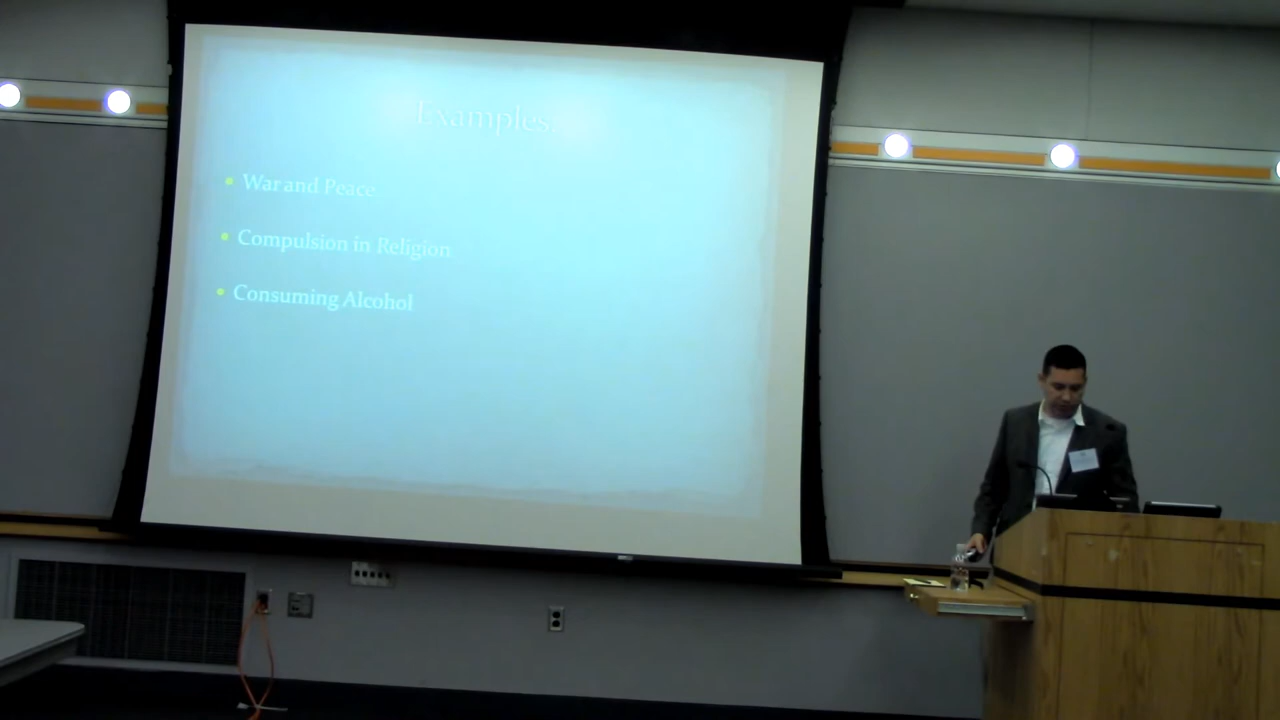 Examples
War and Peace
Compulsion in Religion
Consuming Alcohol